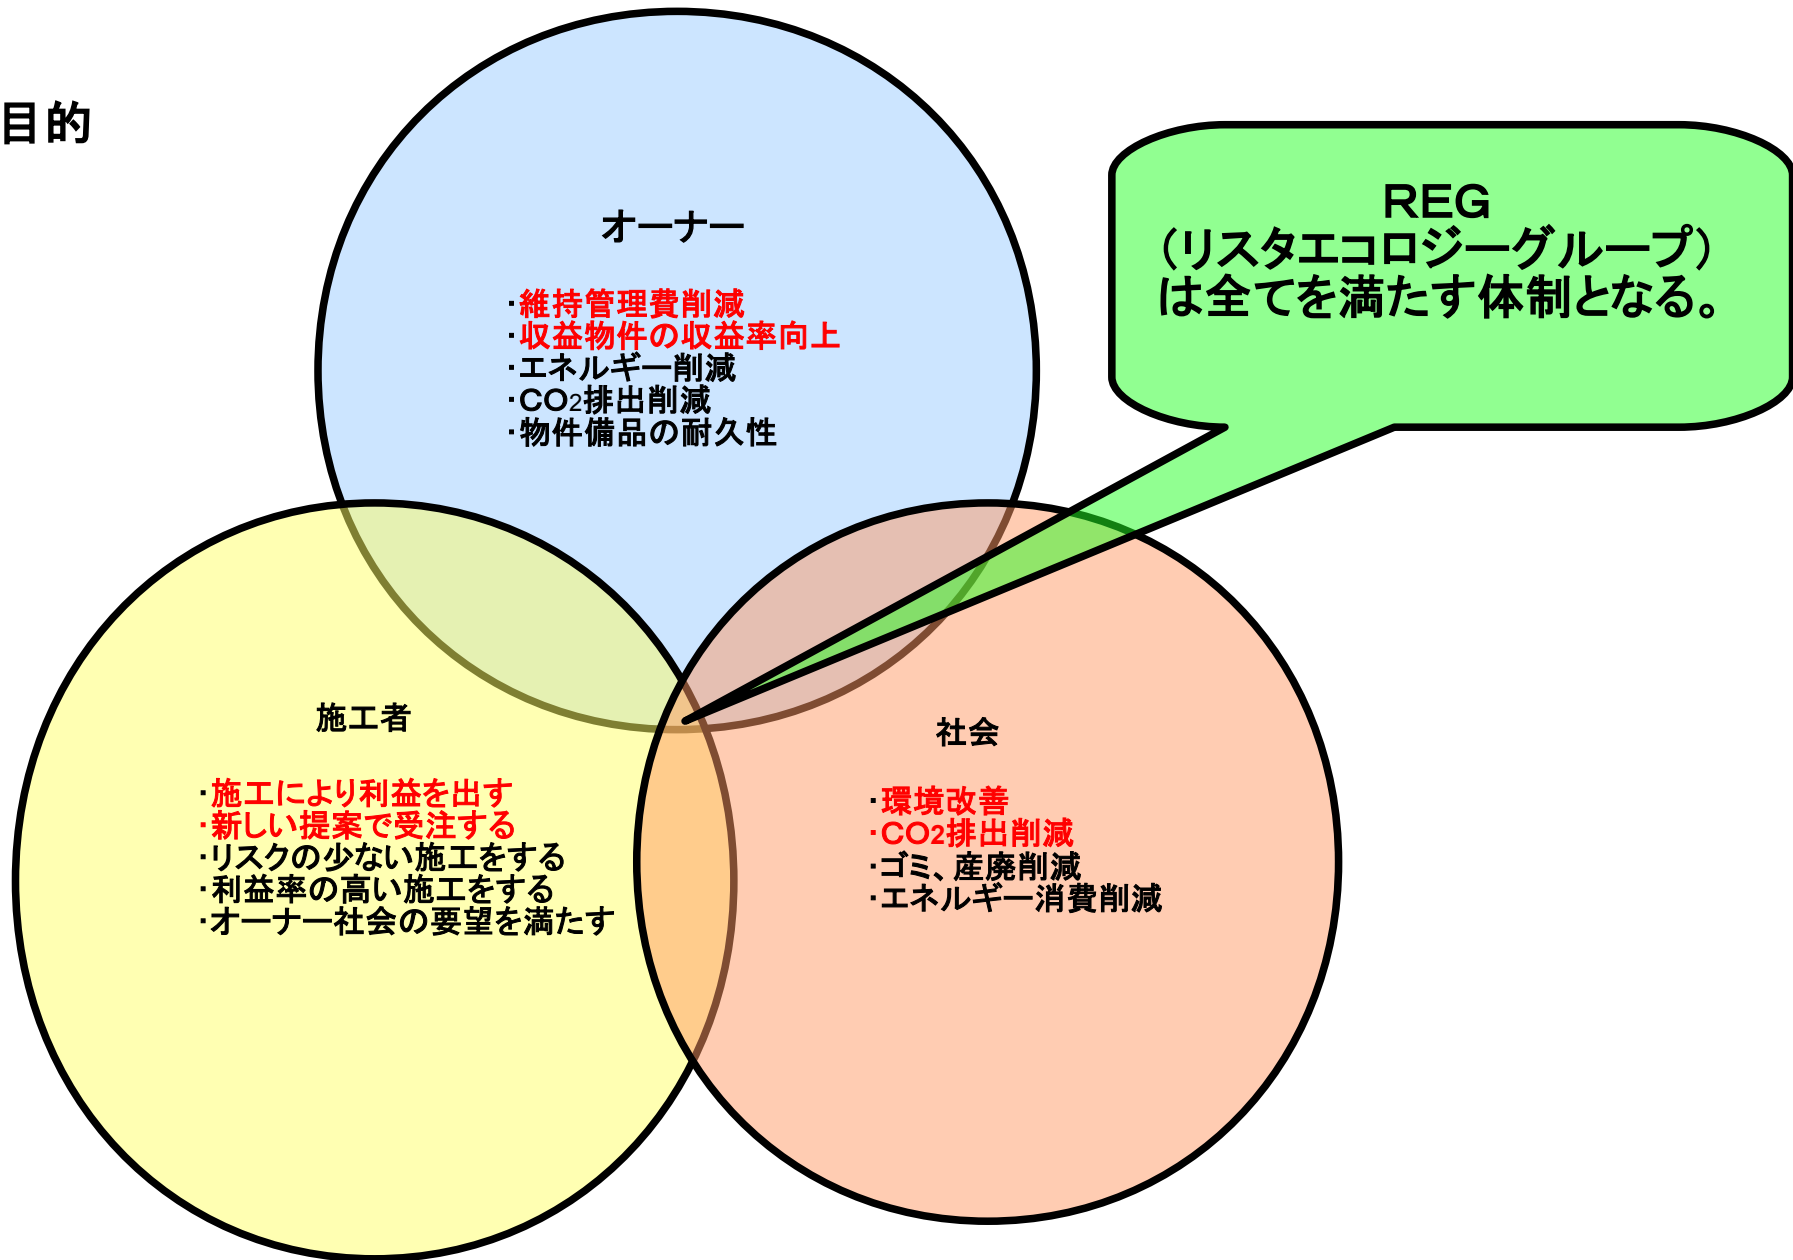 目的
オーナー
・維持管理費削減
・収益物件の収益率向上
・エネルギー削減
・CO2排出削減
・物件備品の耐久性
REG
（リスタエコロジーグループ）
は全てを満たす体制となる。
施工者
・施工により利益を出す
・新しい提案で受注する
・リスクの少ない施工をする
・利益率の高い施工をする
・オーナー社会の要望を満たす
社会
・環境改善
・CO2排出削減
・ゴミ、産廃削減
・エネルギー消費削減